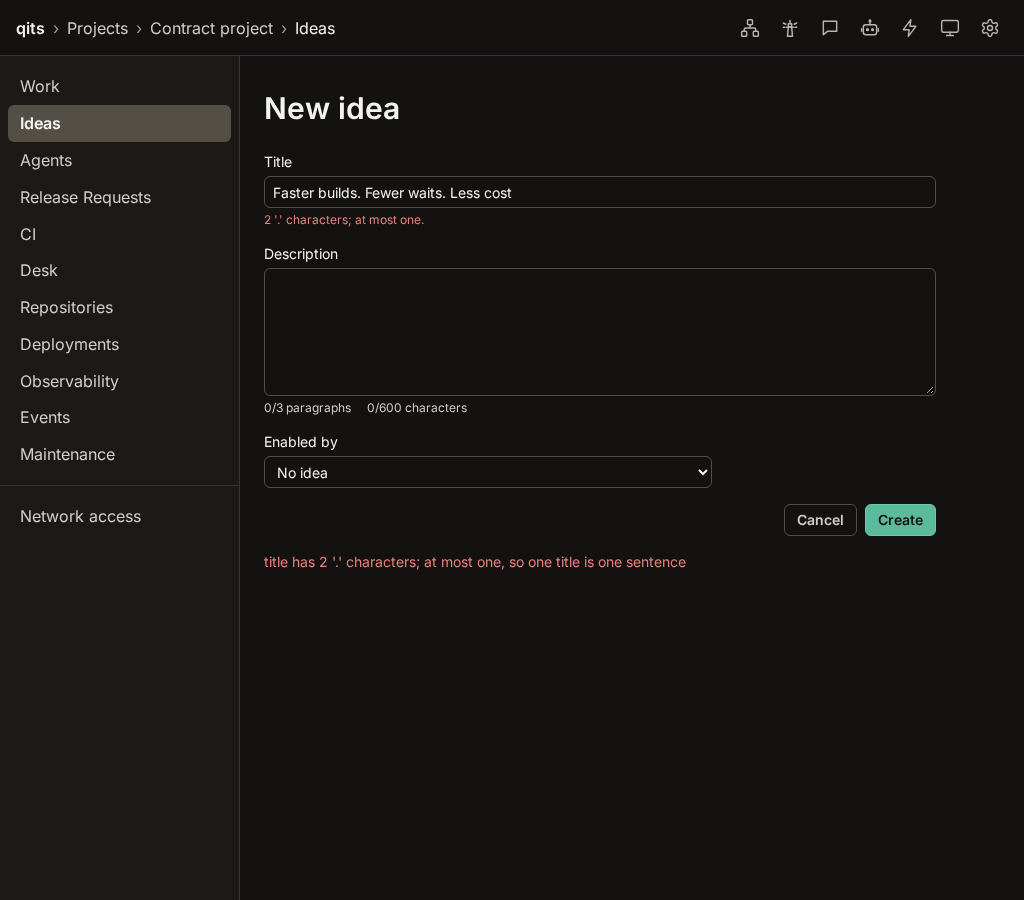 qits › Projects › Contract project › Ideas
Work
Ideas
Agents
Release Requests
CI
Desk
Repositories
Deployments
Observability
Events
Maintenance
Network access
New idea
Title
Faster builds. Fewer waits. Less cost
2 '.' characters; at most one.
Description
0/3 paragraphs 0/600 characters
Enabled by
No idea
Cancel Create
title has 2 '.' characters; at most one, so one title is one sentence